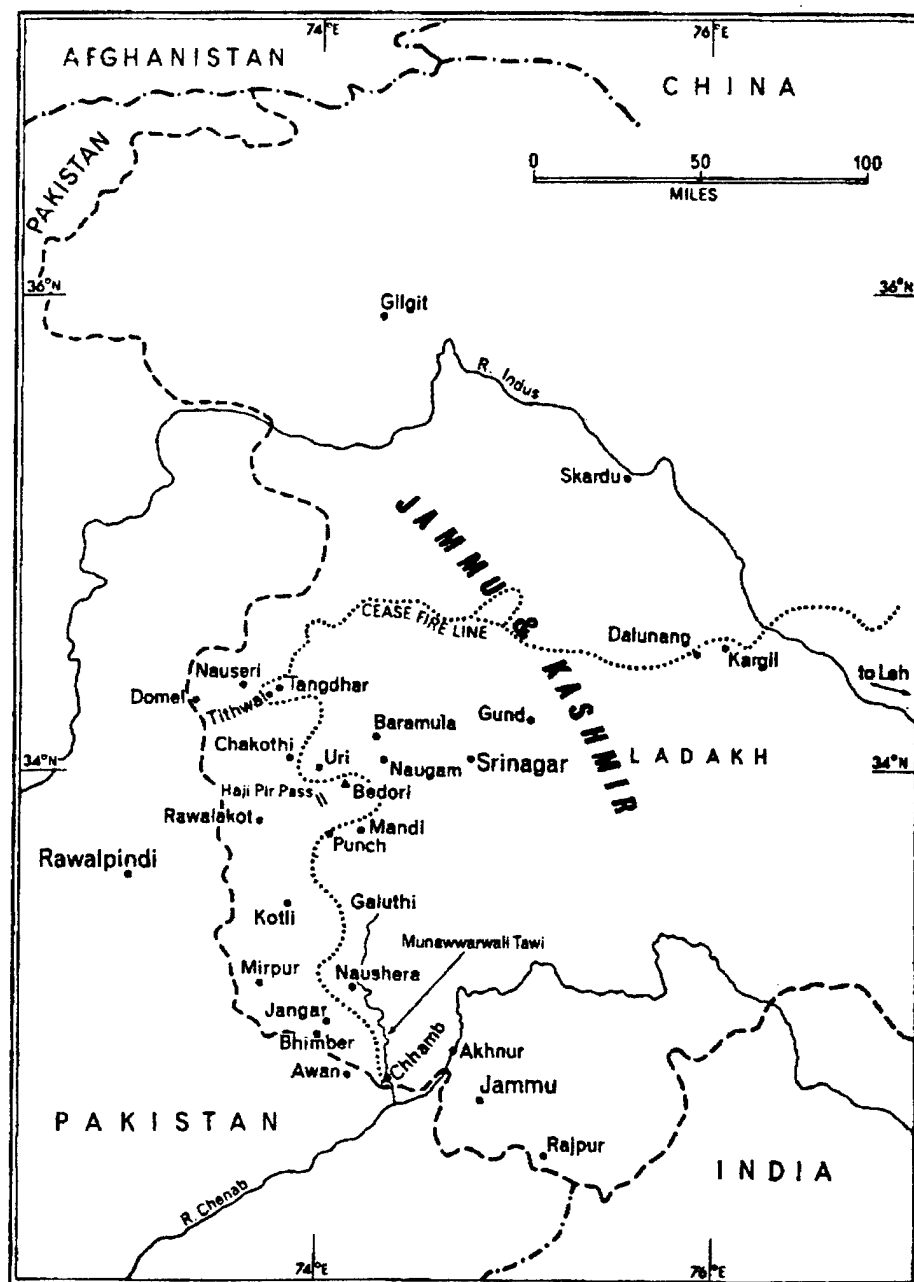 74°E
76°E
AFGHANISTAN
CHINA
PAKISTAN
0 50 100
MILES
36°N
36°N
Gilgit
R. Indus
Skardu
JAMMU & KASHMIR
CEASE FIRE LINE
Dalunang
Kargil
to Leh
Nauseri
Domel
Tithwal
Tangdhar
Baramula
Gund
Chakothi
Uri
Naugam
Srinagar
LADAKH
34°N
34°N
Haji Pir Pass
Bedori
Rawalakot
Mandi
Punch
Rawalpindi
Kotli
Galuthi
Munawwarwali Tawi
Mirpur
Naushera
Jangar
Bhimber
Awan
Chhamb
Akhnur
Jammu
PAKISTAN
Rajpur
INDIA
R. Chenab
74°E
76°E